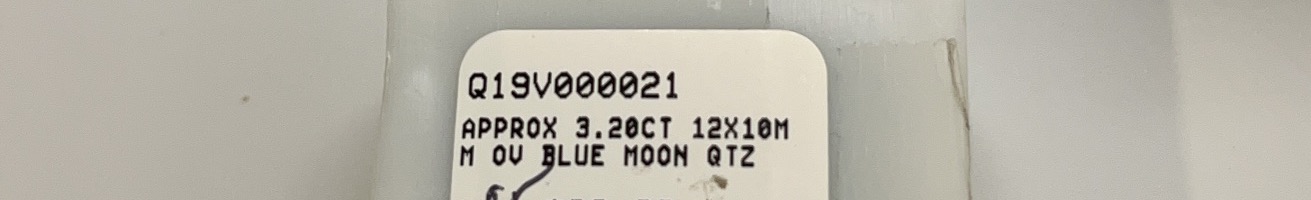 Q19V000021
APPROX 3.20CT 12X10M
M OV BLUE MOON QTZ